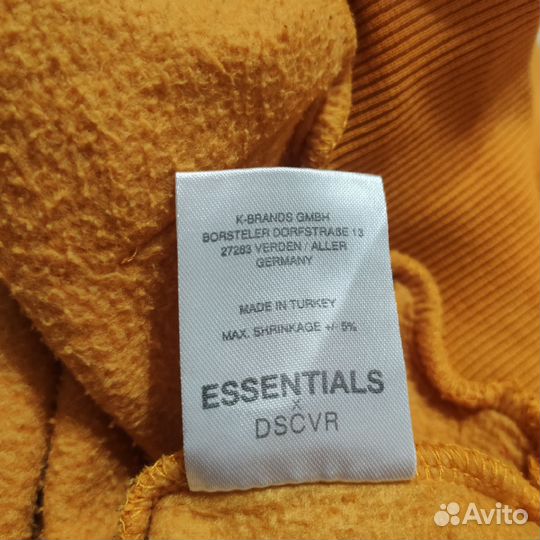 K-BRANDS GMBH
BORSTELER DORFSTRAßE 13
27283 VERDEN / ALLER
GERMANY
MADE IN TURKEY
MAX. SHRINKAGE +/- 5%
ESSENTIALS
x
DSCVR
Avito